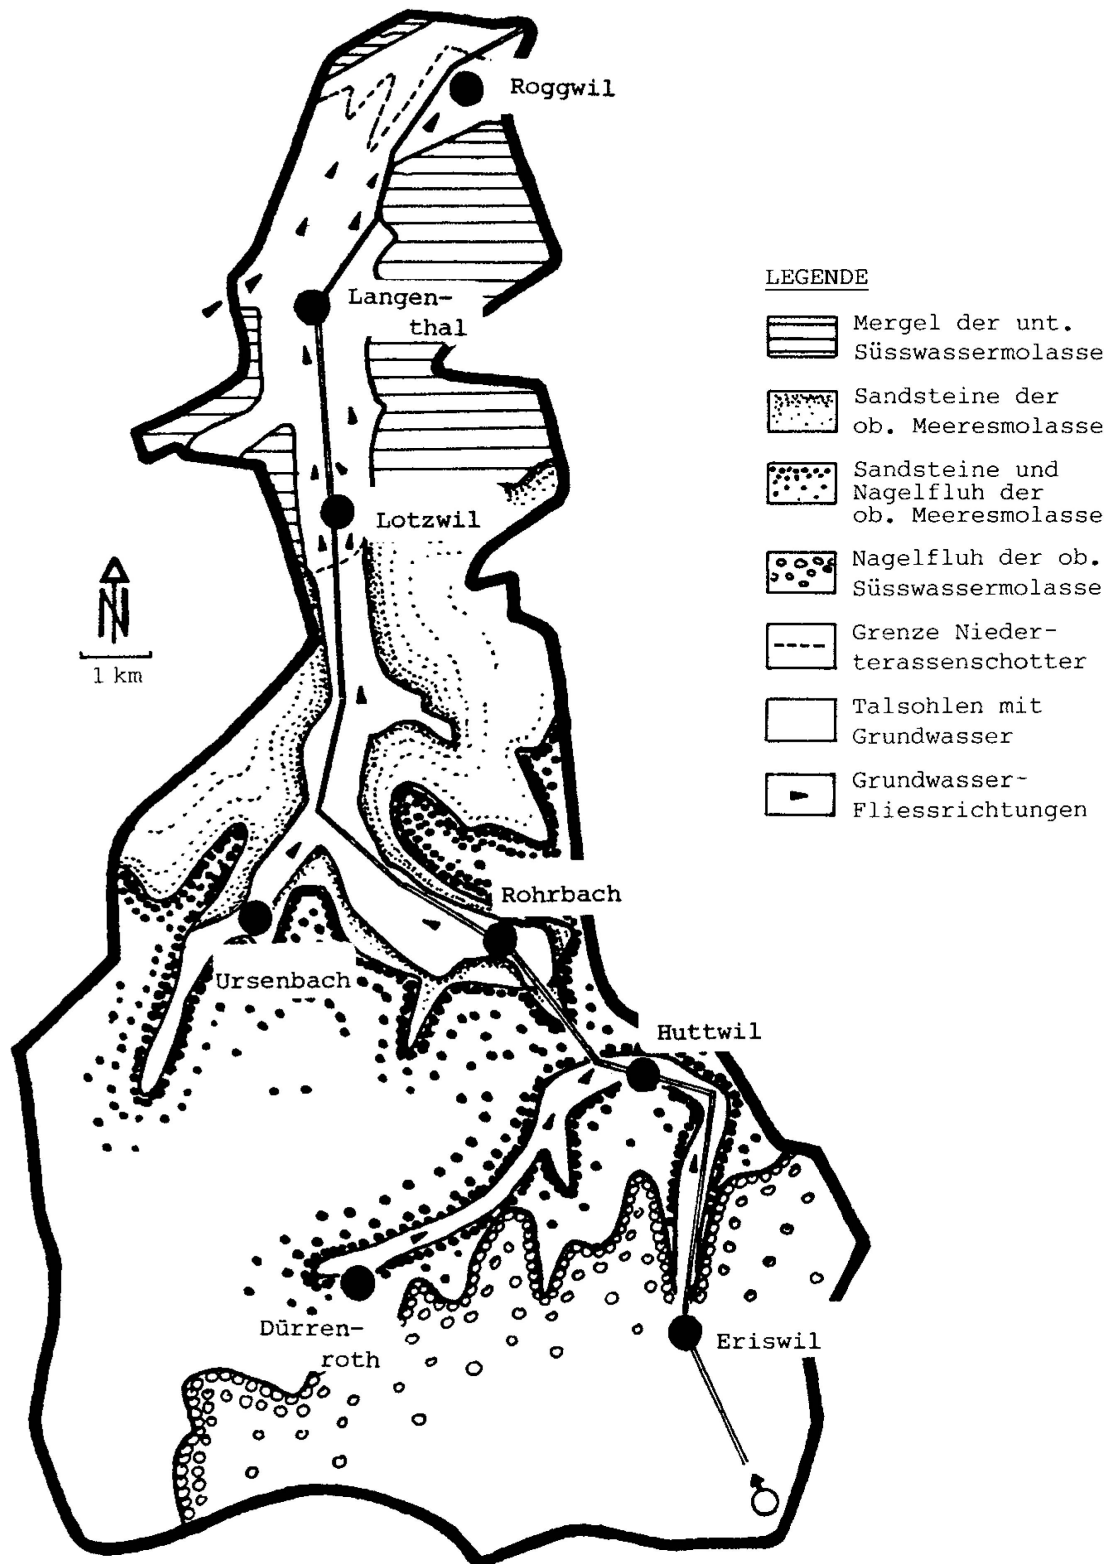 Roggwil
Langen-
thal
Lotzwil
N
1 km
Rohrbach
Ursenbach
Huttwil
Dürren-
roth
Eriswil
LEGENDE
Mergel der unt.
Süsswassermolasse
Sandsteine der
ob. Meeresmolasse
Sandsteine und
Nagelfluh der
ob. Meeresmolasse
Nagelfluh der ob.
Süsswassermolasse
Grenze Nieder-
terassenschotter
Talsohlen mit
Grundwasser
Grundwasser-
Fliessrichtungen